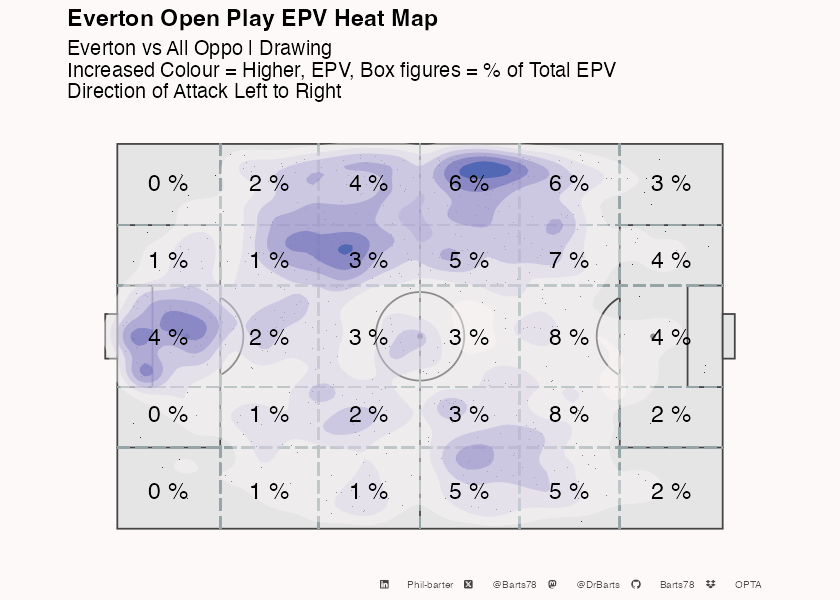 Everton Open Play EPV Heat Map
Everton vs All Oppo | Drawing
Increased Colour = Higher, EPV, Box figures = % of Total EPV
Direction of Attack Left to Right
0 % 2 % 4 % 6 % 6 % 3 %
1 % 1 % 3 % 5 % 7 % 4 %
4 % 2 % 3 % 3 % 8 % 4 %
0 % 1 % 2 % 3 % 8 % 2 %
0 % 1 % 1 % 5 % 5 % 2 %
Phil-barter @Barts78 @DrBarts Barts78 OPTA